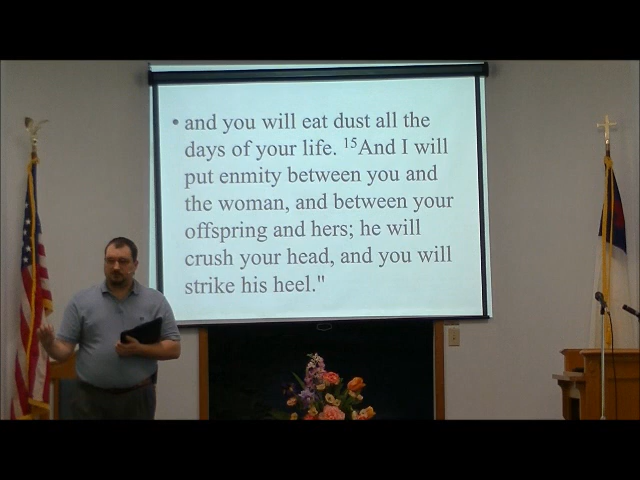 • and you will eat dust all the
days of your life. ¹⁵And I will
put enmity between you and
the woman, and between your
offspring and hers; he will
crush your head, and you will
strike his heel."